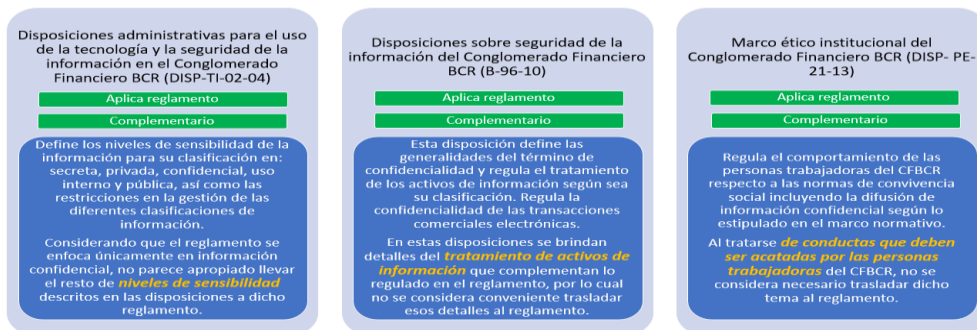 Disposiciones administrativas para el uso
de la tecnología y la seguridad de la
información en el Conglomerado
Financiero BCR (DISP-TI-02-04)
Aplica reglamento
Complementario
Define los niveles de sensibilidad de la
información para su clasificación en:
secreta, privada, confidencial, uso
interno y pública, así como las
restricciones en la gestión de las
diferentes clasificaciones de
información.
Considerando que el reglamento se
enfoca únicamente en información
confidencial, no parece apropiado llevar
el resto de niveles de sensibilidad
descritos en las disposiciones a dicho
reglamento.
Disposiciones sobre seguridad de la
información del Conglomerado Financiero
BCR (B-96-10)
Aplica reglamento
Complementario
Esta disposición define las
generalidades del término de
confidencialidad y regula el tratamiento
de los activos de información según sea
su clasificación. Regula la
confidencialidad de las transacciones
comerciales electrónicas.
En estas disposiciones se brindan
detalles del tratamiento de activos de
información que complementan lo
regulado en el reglamento, por lo cual
no se considera conveniente trasladar
esos detalles al reglamento.
Marco ético institucional del
Conglomerado Financiero BCR (DISP- PE-
21-13)
Aplica reglamento
Complementario
Regula el comportamiento de las
personas trabajadoras del CFBCR
respecto a las normas de convivencia
social incluyendo la difusión de
información confidencial según lo
estipulado en el marco normativo.
Al tratarse de conductas que deben
ser acatadas por las personas
trabajadoras del CFBCR, no se
considera necesario trasladar dicho
tema al reglamento.